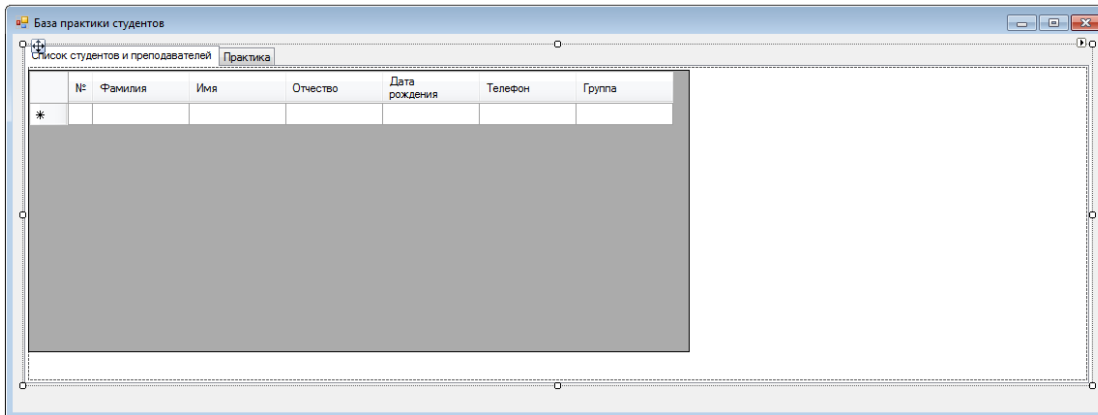 База практики студентов
Список студентов и преподавателей Практика
№ Фамилия Имя Отчество Дата рождения Телефон Группа